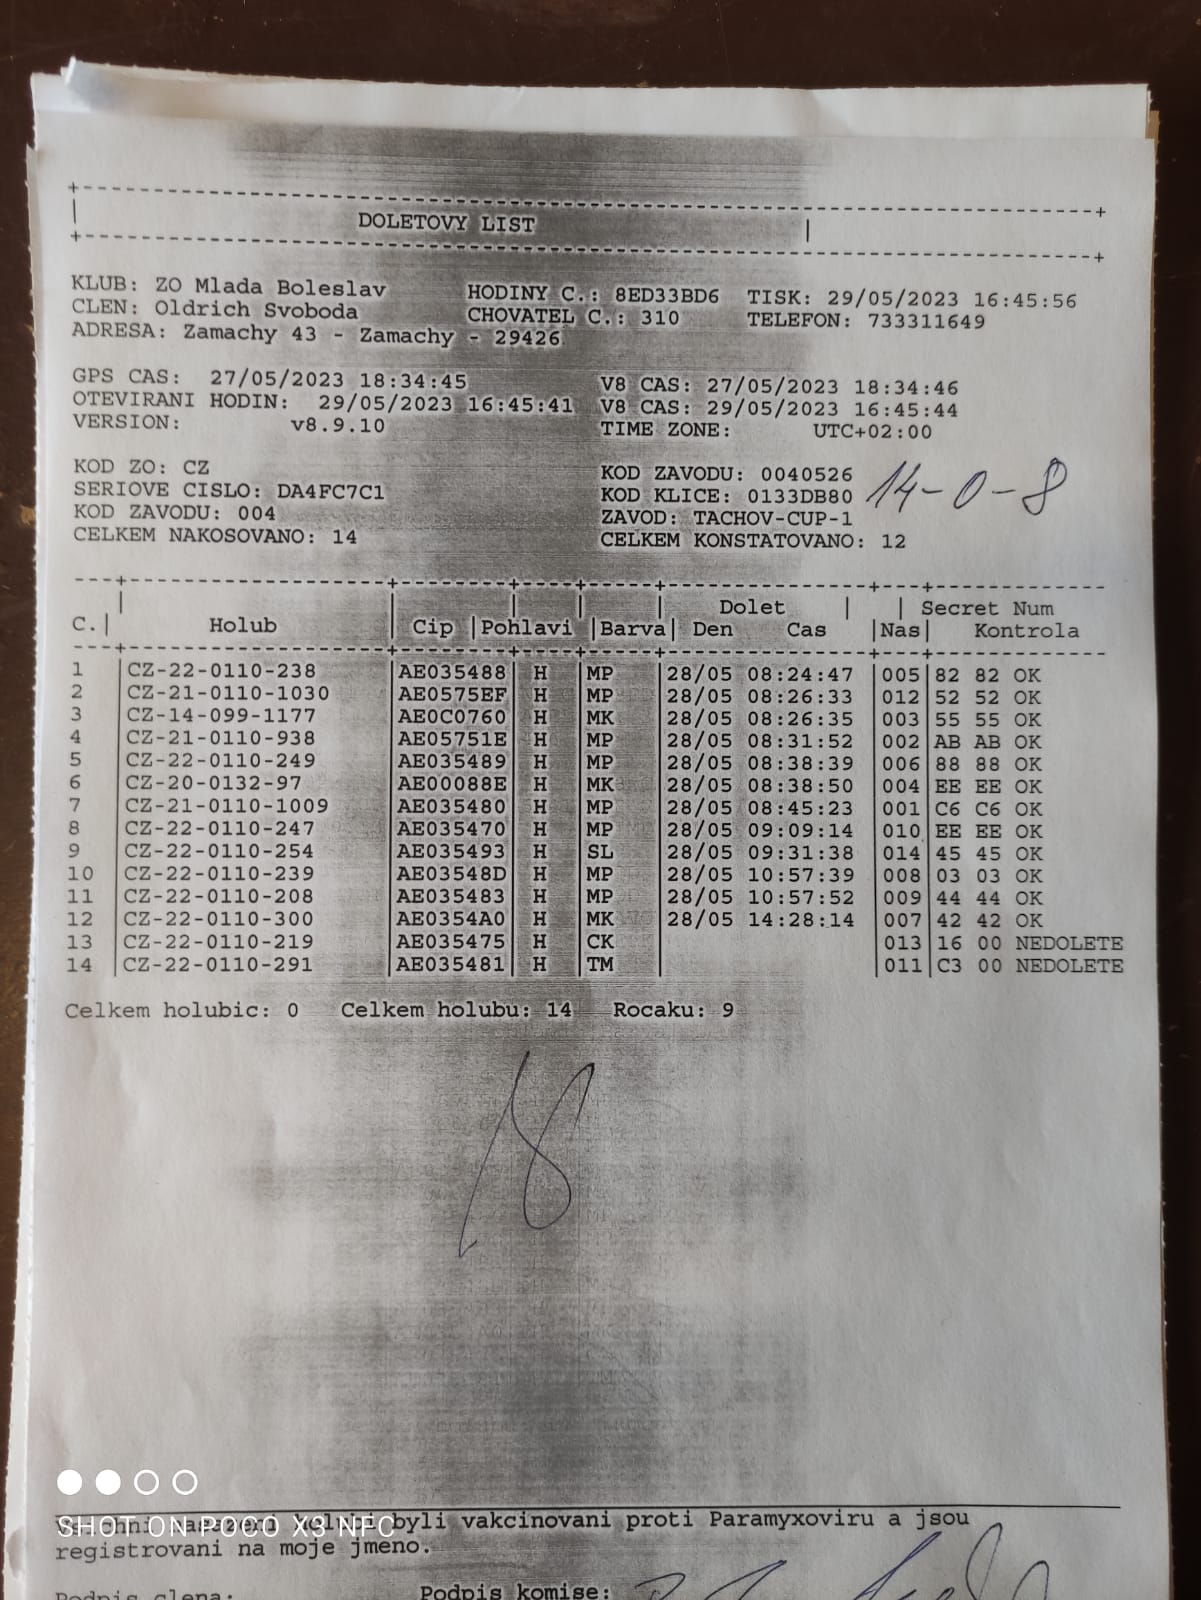 DOLETOVY LIST
KLUB: ZO Mlada Boleslav HODINY C.: 8ED33BD6 TISK: 29/05/2023 16:45:56
CLEN: Oldrich Svoboda CHOVATEL C.: 310 TELEFON: 733311649
ADRESA: Zamachy 43 - Zamachy - 29426
GPS CAS: 27/05/2023 18:34:45 V8 CAS: 27/05/2023 18:34:46
OTEVIRANI HODIN: 29/05/2023 16:45:41 V8 CAS: 29/05/2023 16:45:44
VERSION: v8.9.10 TIME ZONE: UTC+02:00
KOD ZO: CZ KOD ZAVODU: 0040526
SERIOVE CISLO: DA4FC7C1 KOD KLICE: 0133DB80 14-0-8
KOD ZAVODU: 004 ZAVOD: TACHOV-CUP-1
CELKEM NAKOSOVANO: 14 CELKEM KONSTATOVANO: 12
Dolet Secret Num
C. Holub Cip Pohlavi Barva Den Cas Nas Kontrola
1 CZ-22-0110-238 AE035488 H MP 28/05 08:24:47 005 82 82 OK
2 CZ-21-0110-1030 AE0575EF H MP 28/05 08:26:33 012 52 52 OK
3 CZ-14-099-1177 AE0C0760 H MK 28/05 08:26:35 003 55 55 OK
4 CZ-21-0110-938 AE05751E H MP 28/05 08:31:52 002 AB AB OK
5 CZ-22-0110-249 AE035489 H MP 28/05 08:38:39 006 88 88 OK
6 CZ-20-0132-97 AE00088E H MK 28/05 08:38:50 004 EE EE OK
7 CZ-21-0110-1009 AE035480 H MP 28/05 08:45:23 001 C6 C6 OK
8 CZ-22-0110-247 AE035470 H MP 28/05 09:09:14 010 EE EE OK
9 CZ-22-0110-254 AE035493 H SL 28/05 09:31:38 014 45 45 OK
10 CZ-22-0110-239 AE03548D H MP 28/05 10:57:39 008 03 03 OK
11 CZ-22-0110-208 AE035483 H MP 28/05 10:57:52 009 44 44 OK
12 CZ-22-0110-300 AE0354A0 H MK 28/05 14:28:14 007 42 42 OK
13 CZ-22-0110-219 AE035475 H CK 013 16 00 NEDOLETE
14 CZ-22-0110-291 AE035481 H TM 011 C3 00 NEDOLETE
Celkem holubic: 0 Celkem holubu: 14 Rocaku: 9
SHOT ON POCO X3 NFC
byli vakcinovani proti Paramyxoviru a jsou
registrovani na moje jmeno.
Podpis clena: Podpis komise: